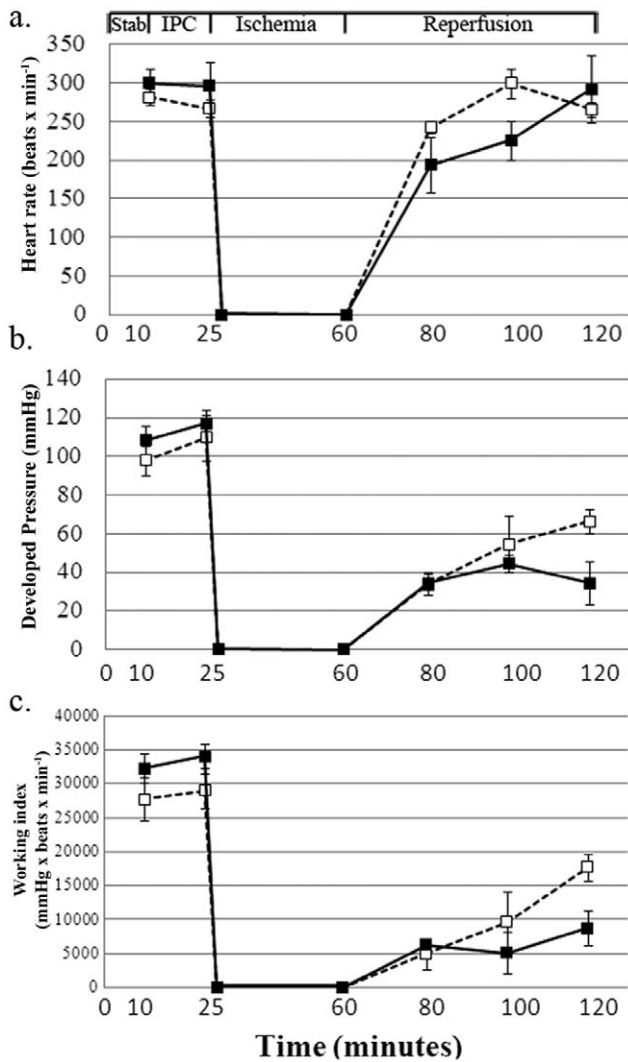 a.
Stab IPC Ischemia Reperfusion
Heart rate (beats x min⁻¹)
350
300
250
200
150
100
50
0
0 10 25 60 80 100 120
b.
Developed Pressure (mmHg)
140
120
100
80
60
40
20
0
0 10 25 60 80 100 120
c.
Working index
(mmHg x beats x min⁻¹)
40000
35000
30000
25000
20000
15000
10000
5000
0
0 10 25 60 80 100 120
Time (minutes)